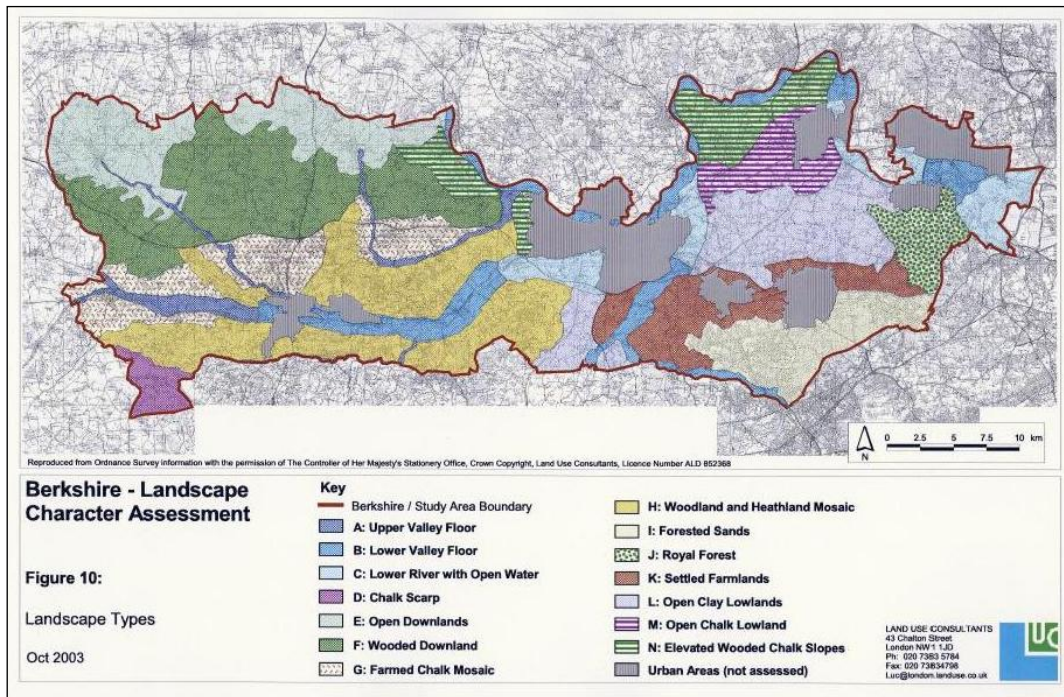 N
0 2.5 5 7.5 10 km
Reproduced from Ordnance Survey information with the permission of The Controller of Her Majesty's Stationery Office, Crown Copyright, Land Use Consultants, Licence Number ALD 852368
Berkshire - Landscape
Character Assessment
Figure 10:
Landscape Types
Oct 2003
Key
Berkshire / Study Area Boundary
A: Upper Valley Floor
B: Lower Valley Floor
C: Lower River with Open Water
D: Chalk Scarp
E: Open Downlands
F: Wooded Downland
G: Farmed Chalk Mosaic
H: Woodland and Heathland Mosaic
I: Forested Sands
J: Royal Forest
K: Settled Farmlands
L: Open Clay Lowlands
M: Open Chalk Lowland
N: Elevated Wooded Chalk Slopes
Urban Areas (not assessed)
LAND USE CONSULTANTS
43 Chalton Street
London NW1 1JD
Ph: 020 7383 5784
Fax: 020 73834798
Luc@london.landuse.co.uk
LUC